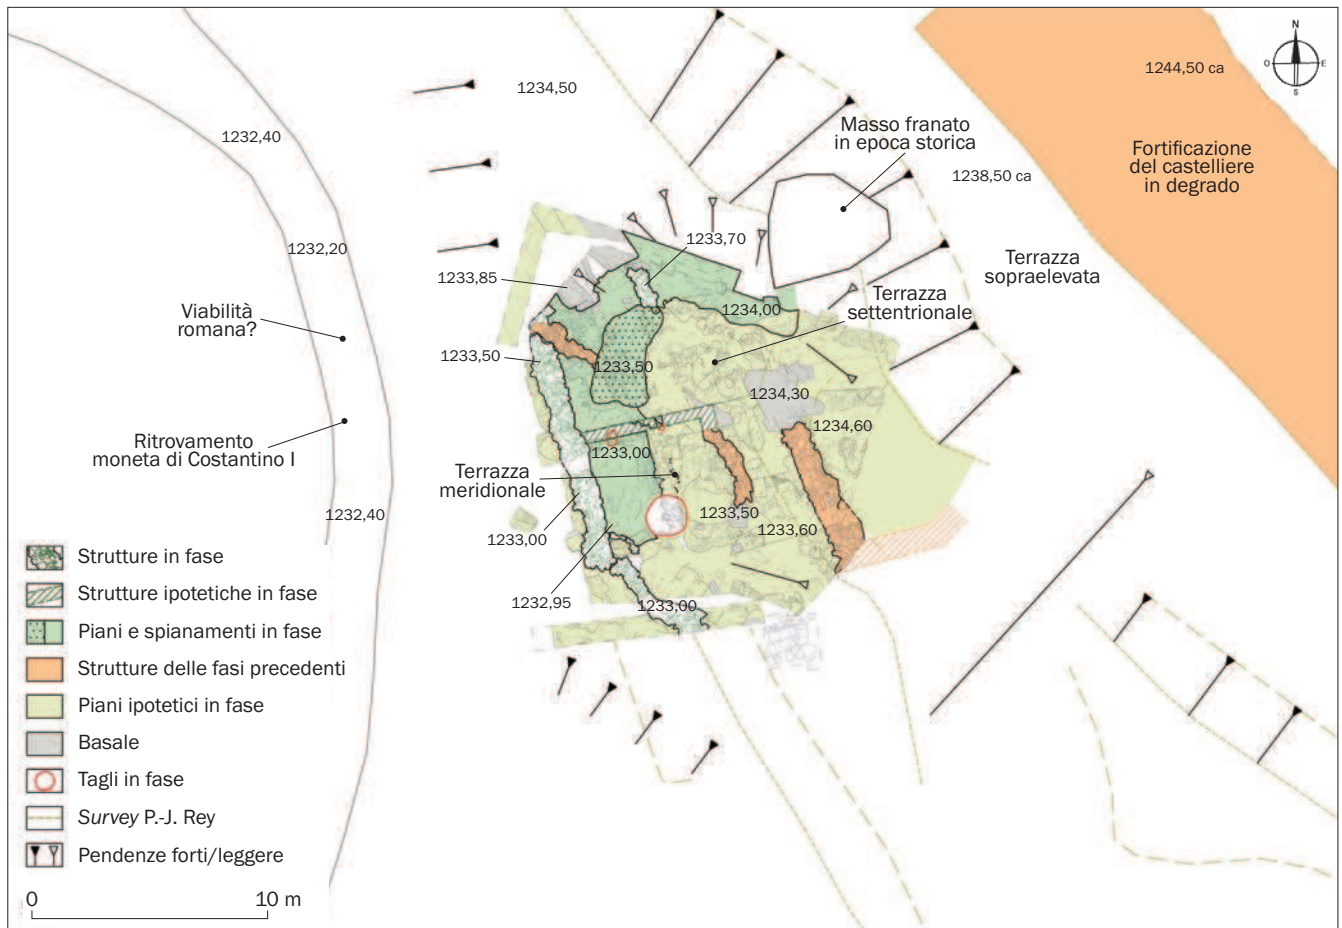 N
O
E
S
1244,50 ca
1234,50
Masso franato
in epoca storica
Fortificazione
del castelliere
in degrado
1232,40
1238,50 ca
1232,20
1233,70
Terrazza
sopraelevata
1233,85
Terrazza
settentrionale
Viabilità
romana?
1234,00
1233,50
1233,50
1234,30
1234,60
Ritrovamento
moneta di Costantino I
1233,00
Terrazza
meridionale
1232,40
1233,50
1233,60
1233,00
1232,95
1233,00
Strutture in fase
Strutture ipotetiche in fase
Piani e spianamenti in fase
Strutture delle fasi precedenti
Piani ipotetici in fase
Basale
Tagli in fase
Survey P.-J. Rey
Pendenze forti/leggere
0
10 m